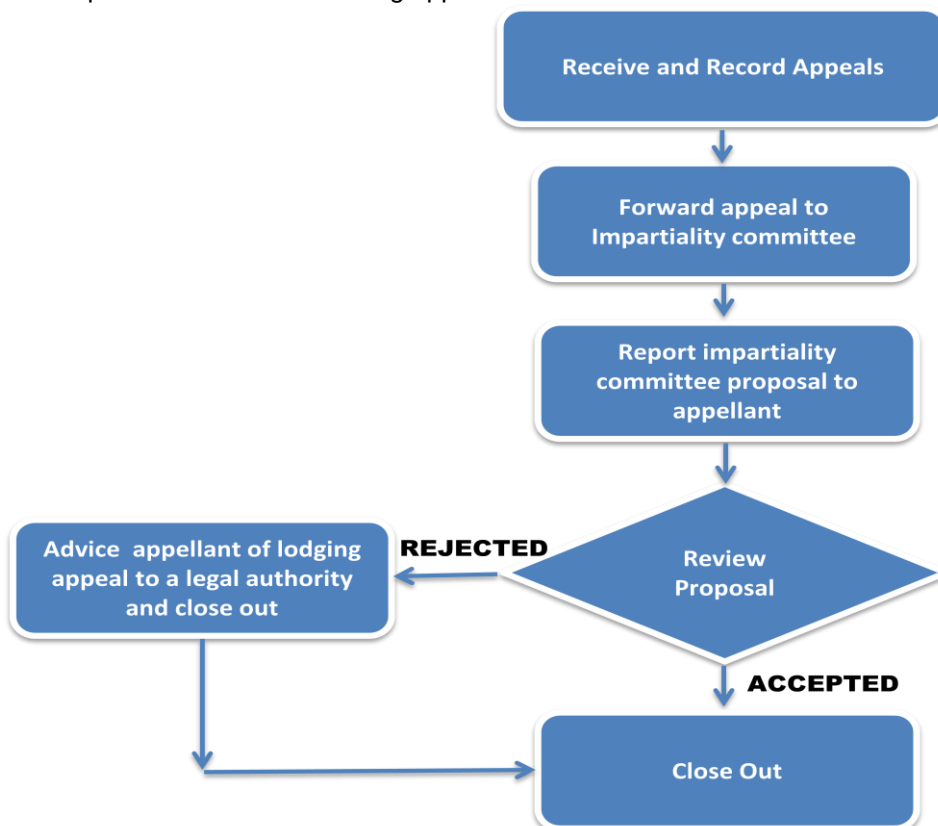 Receive and Record Appeals
Forward appeal to
Impartiality committee
Report impartiality
committee proposal to
appellant
Review
Proposal
REJECTED
Advice appellant of lodging
appeal to a legal authority
and close out
ACCEPTED
Close Out